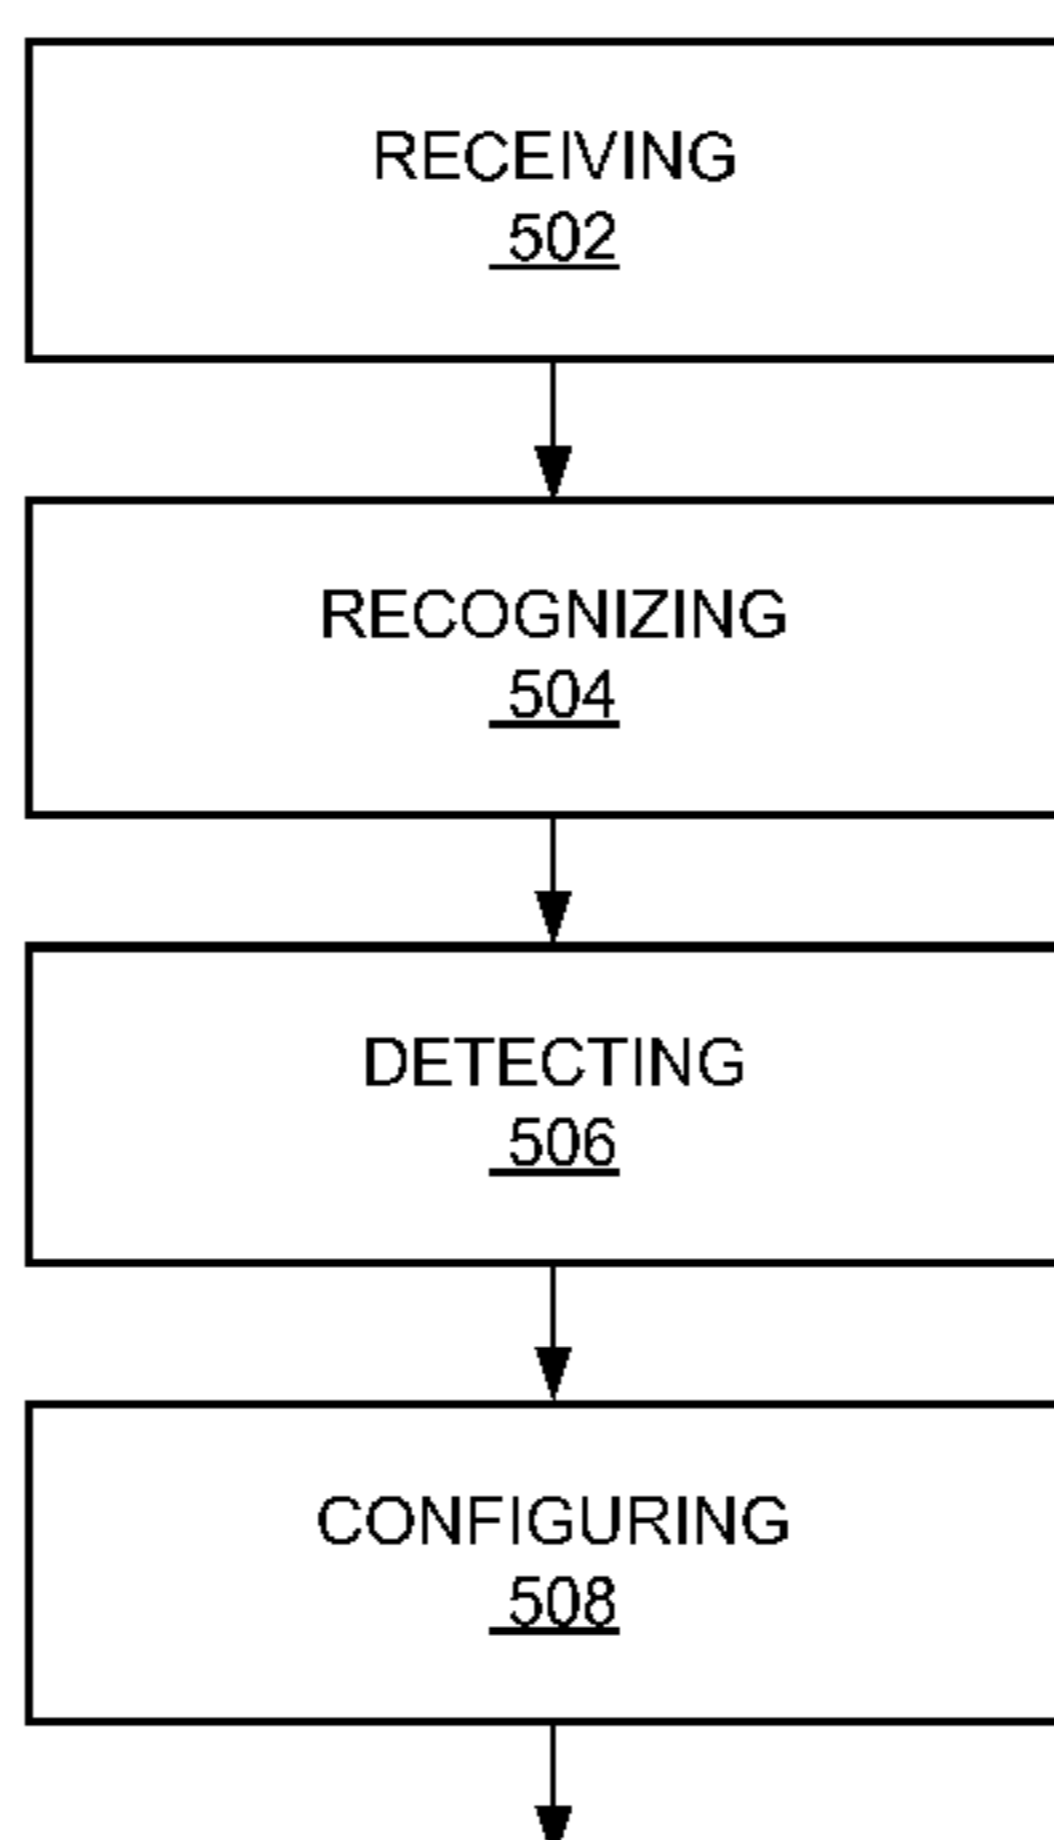 RECEIVING
502
RECOGNIZING
504
DETECTING
506
CONFIGURING
508